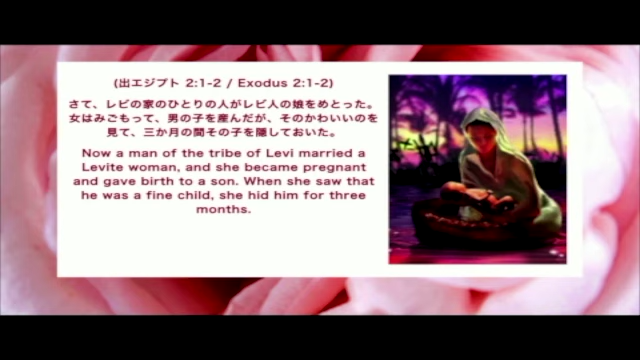 (出エジプト 2:1-2 / Exodus 2:1-2)
さて、レビの家のひとりの人がレビ人の娘をめとった。
女はみごもって、男の子を産んだが、そのかわいいのを
見て、三か月の間その子を隠しておいた。
Now a man of the tribe of Levi married a
Levite woman, and she became pregnant
and gave birth to a son. When she saw that
he was a fine child, she hid him for three
months.